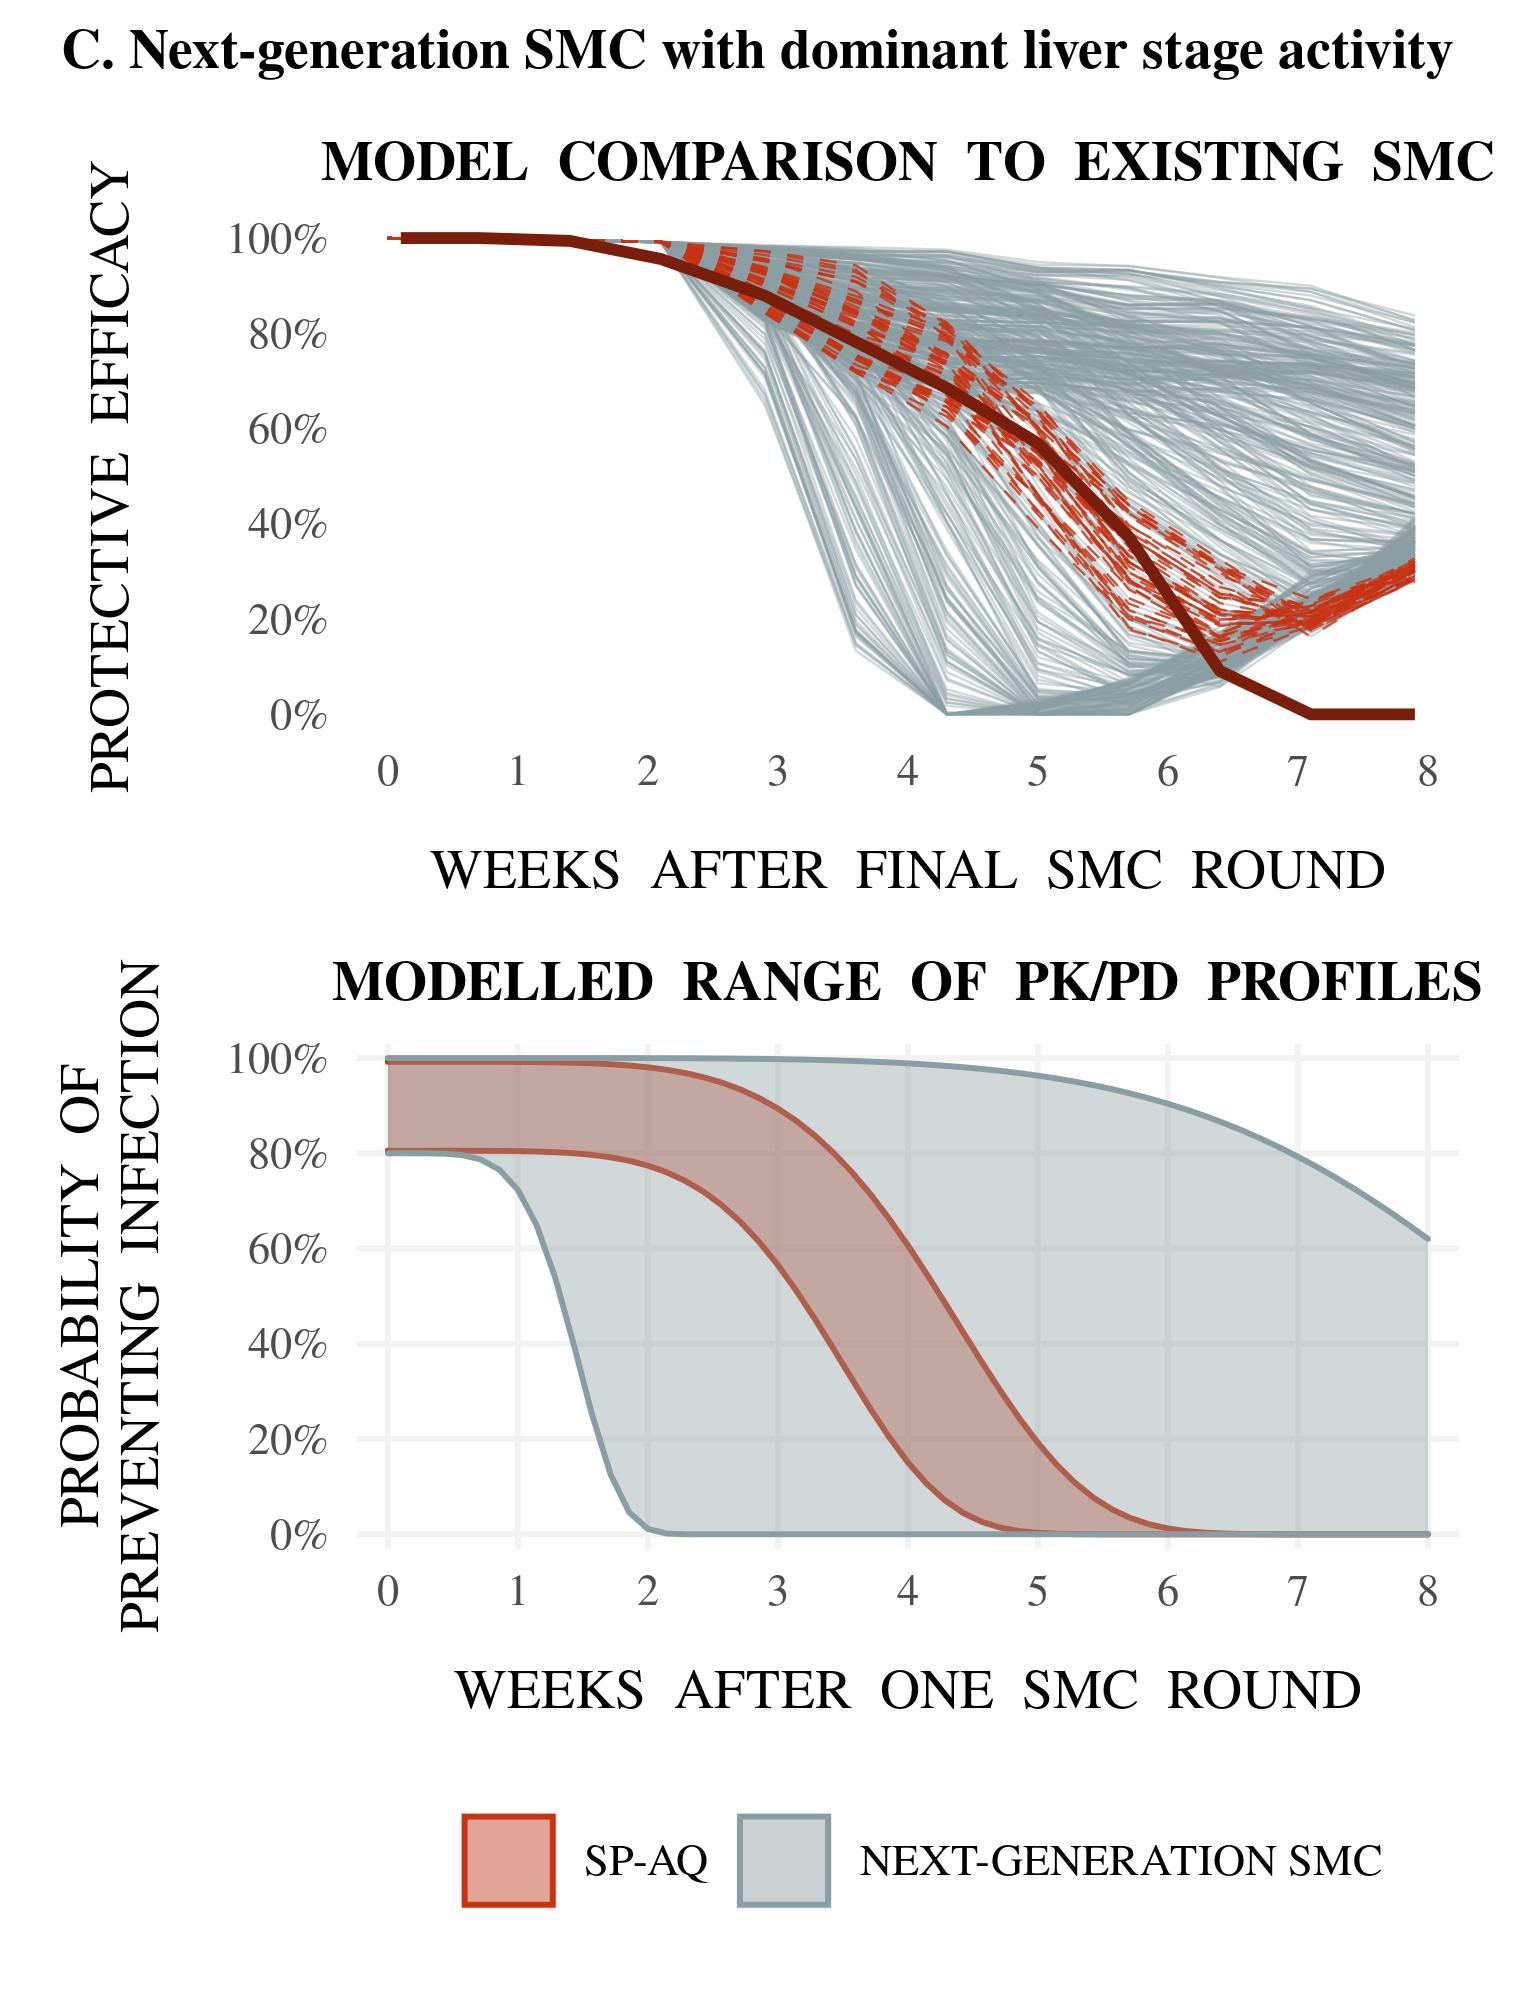 C. Next-generation SMC with dominant liver stage activity
MODEL COMPARISON TO EXISTING SMC
PROTECTIVE EFFICACY
100%
80%
60%
40%
20%
0%
0 1 2 3 4 5 6 7 8
WEEKS AFTER FINAL SMC ROUND
MODELLED RANGE OF PK/PD PROFILES
PROBABILITY OF
PREVENTING INFECTION
100%
80%
60%
40%
20%
0%
0 1 2 3 4 5 6 7 8
WEEKS AFTER ONE SMC ROUND
SP-AQ NEXT-GENERATION SMC